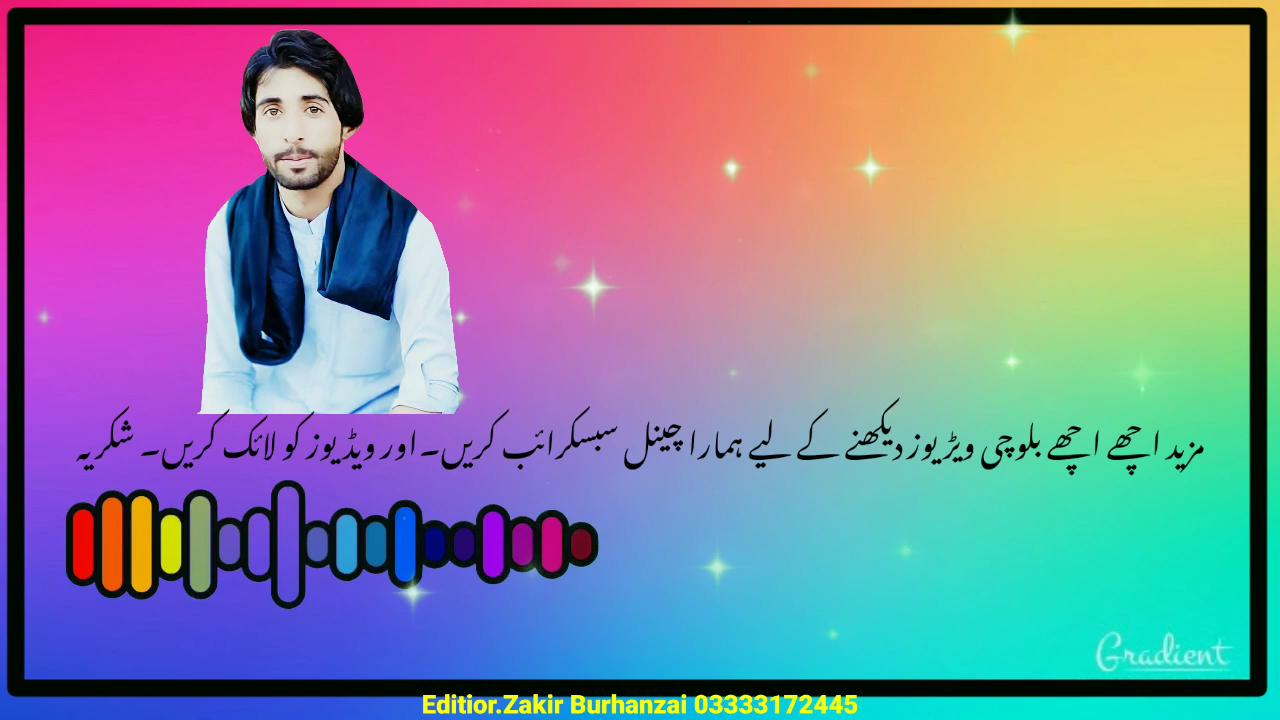 مزید اچھے اچھے بلوچی ویڑیوز دیکھنے کے لیے ہمارا چینل سبسکرائب کریں۔اور ویڈیوز کو لائک کریں۔ شکریہ
Gradient
Editior.Zakir Burhanzai 03333172445